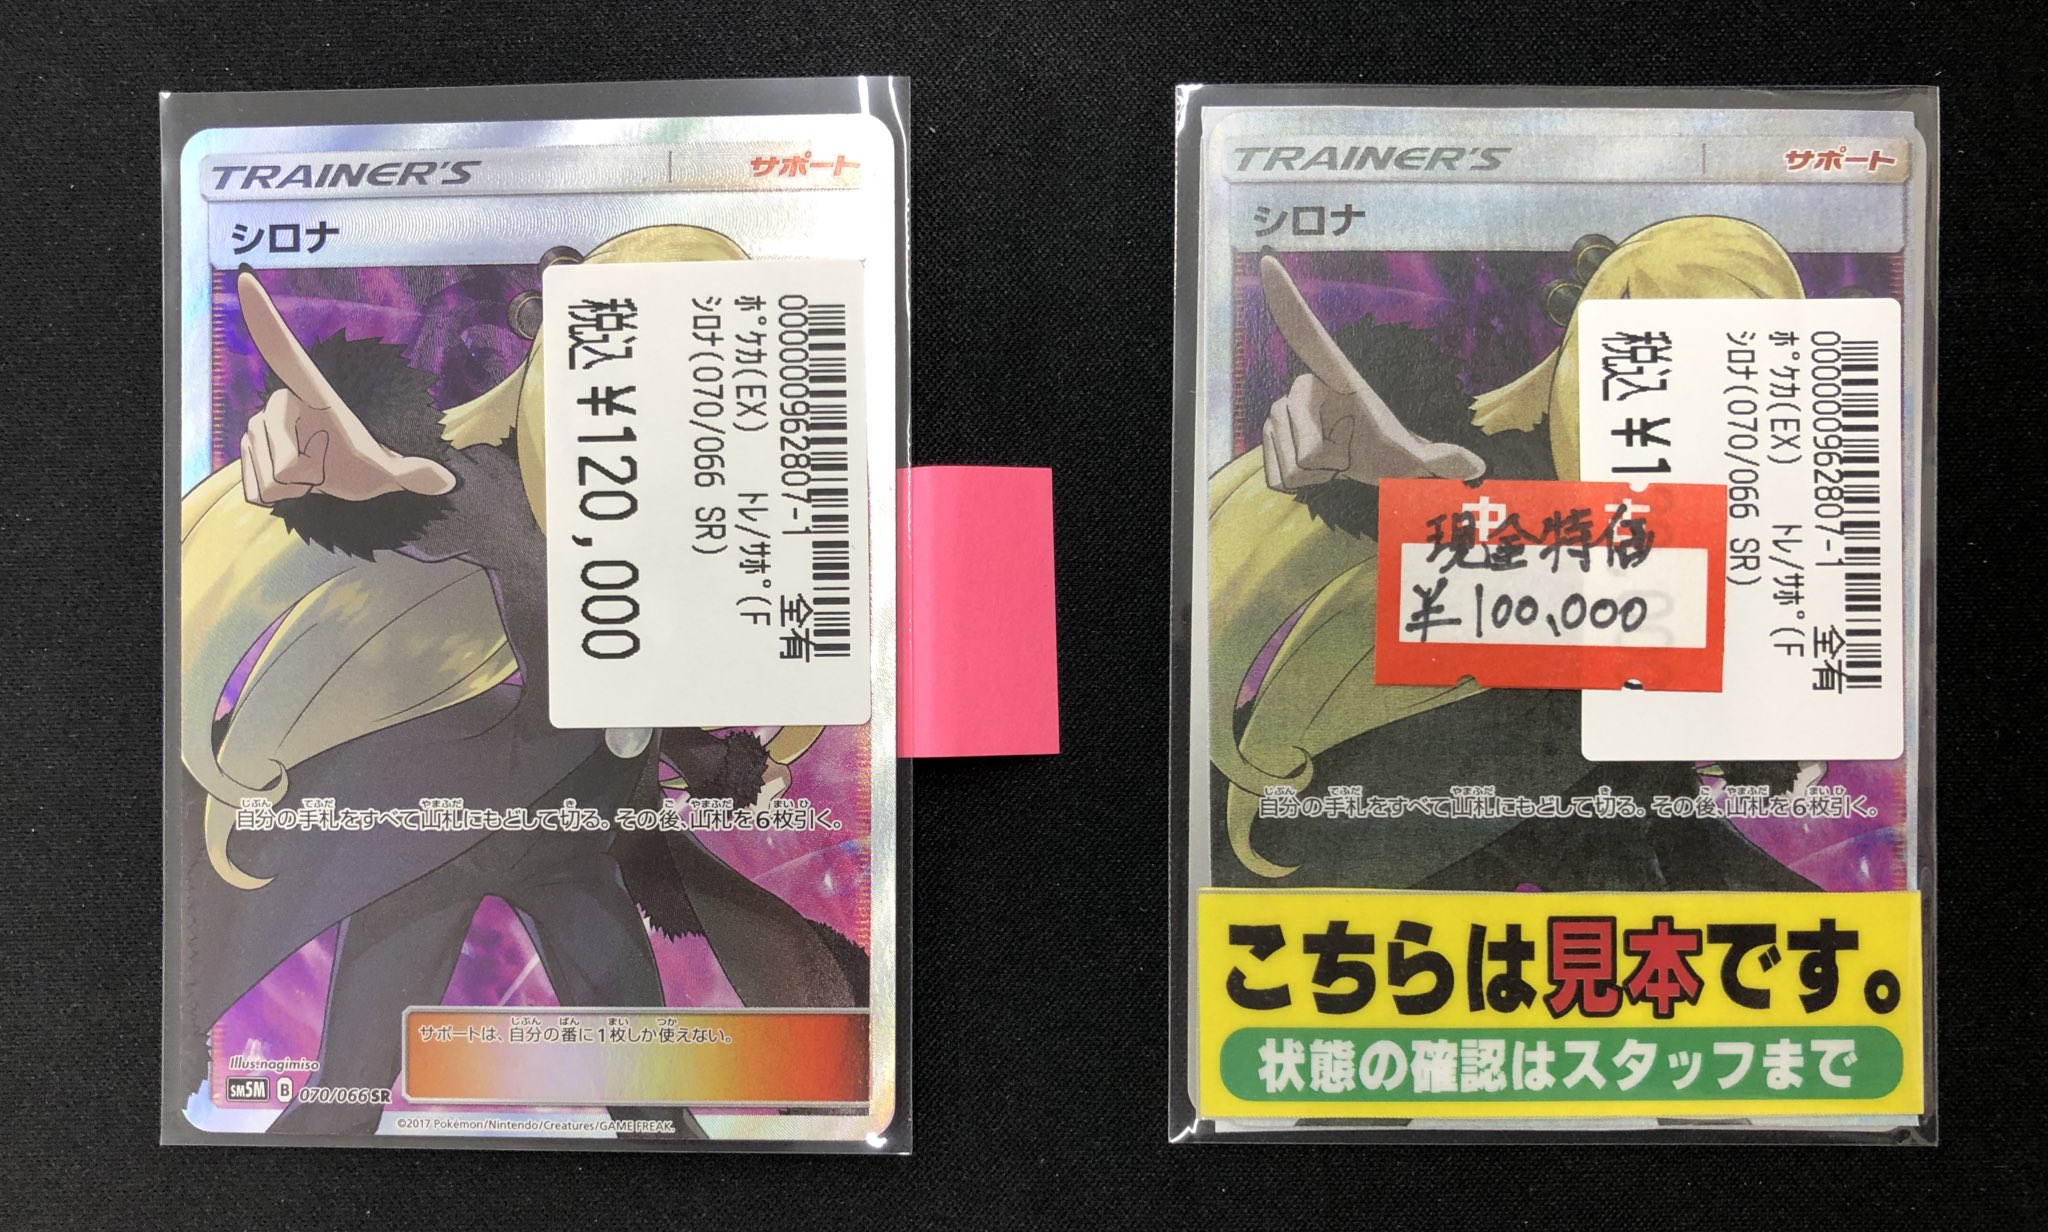 TRAINER'S
サポート
シロナ
0000000962807-1 全有
ポケカ(EX) トレ/サポ(F
シロナ(070/066 SR)
税込 ¥120,000
自分の手札をすべて山札にもどして切る。その後、山札を6枚引く。
サポートは、自分の番に1枚しか使えない。
Illus. nagimiso
SM5M B 070/066 SR
©2017 Pokémon/Nintendo/Creatures/GAME FREAK.
TRAINER'S
サポート
シロナ
0000000962807-1 全有
ポケカ(EX) トレ/サポ(F
シロナ(070/066 SR)
税込 ¥1
中古
現金特価
¥100,000
自分の手札をすべて山札にもどして切る。その後、山札を6枚引く。
こちらは見本です。
状態の確認はスタッフまで